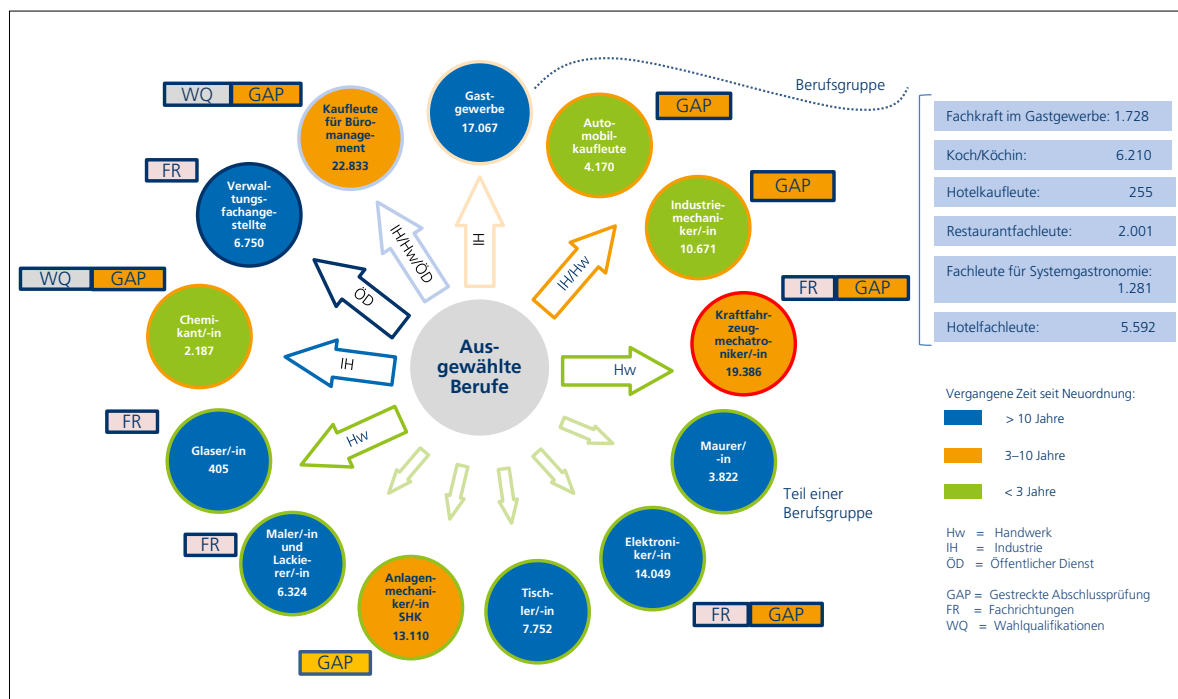 Berufsgruppe
WQ GAP
Kaufleute
für Büro-
manage-
ment
22.833
Gast-
gewerbe
17.067
GAP
Auto-
mobil-
kaufleute
4.170
Fachkraft im Gastgewerbe: 1.728
Koch/Köchin: 6.210
Hotelkaufleute: 255
Restaurantfachleute: 2.001
Fachleute für Systemgastronomie:
1.281
Hotelfachleute: 5.592
FR
Verwal-
tungs-
fachange-
stellte
6.750
GAP
Industrie-
mechani-
ker/-in
10.671
IH/Hw/ÖD
IH
IH/Hw
ÖD
WQ GAP
Chemi-
kant/-in
2.187
FR GAP
Kraftfahr-
zeug-
mechatro-
niker/-in
19.386
IH
Aus-
gewählte
Berufe
Hw
Hw
FR
Glaser/-in
405
Maurer/
-in
3.822
Teil einer
Berufsgruppe
FR
Maler/-in
und
Lackie-
rer/-in
6.324
Anlagen-
mechani-
ker/-in
SHK
13.110
GAP
Tisch-
ler/-in
7.752
Elektroni-
ker/-in
14.049
FR GAP
Vergangene Zeit seit Neuordnung:
> 10 Jahre
3–10 Jahre
< 3 Jahre
Hw = Handwerk
IH = Industrie
ÖD = Öffentlicher Dienst
GAP = Gestreckte Abschlussprüfung
FR = Fachrichtungen
WQ = Wahlqualifikationen